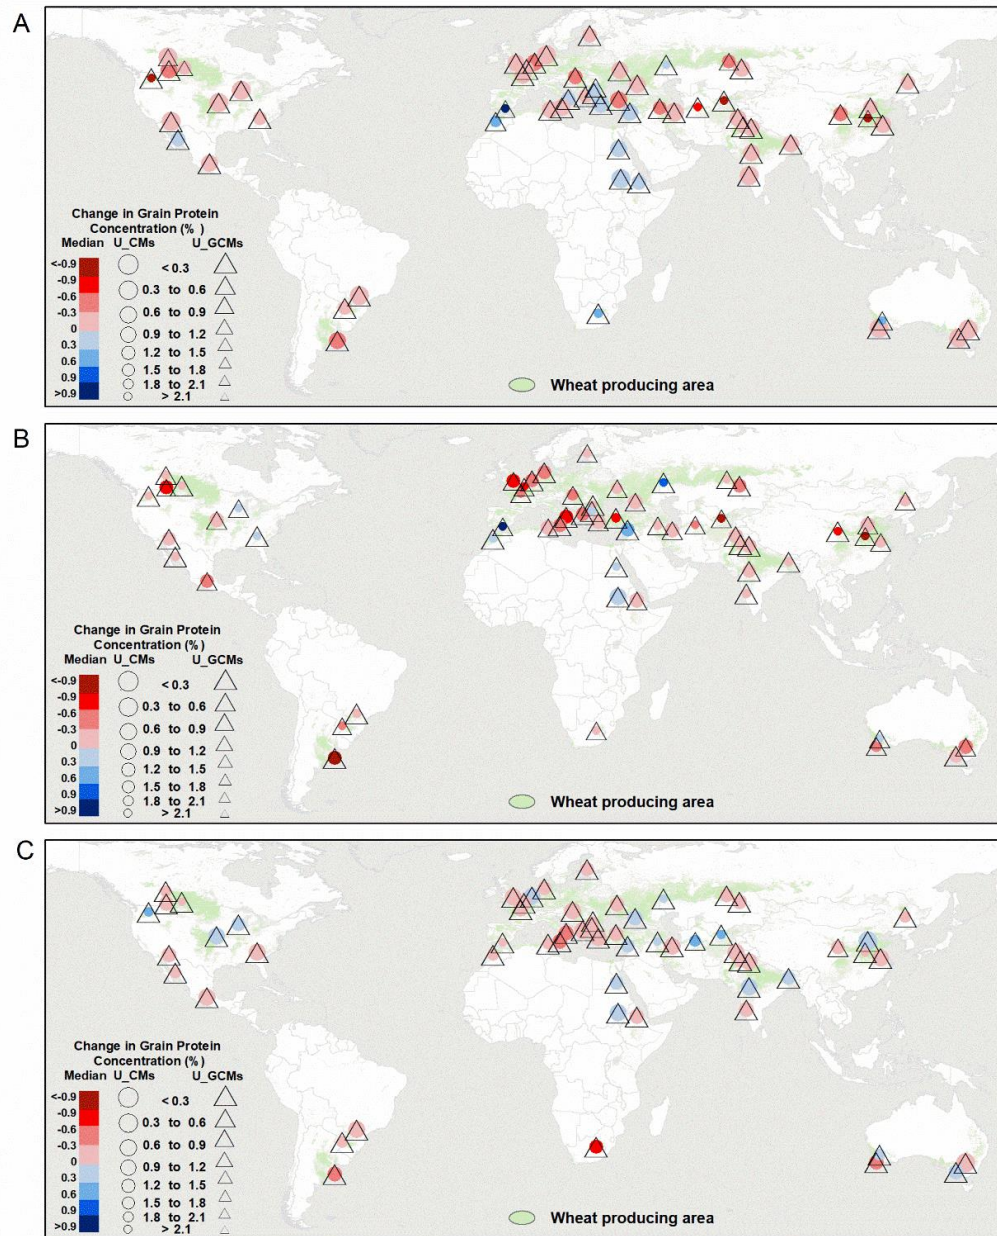 A
Change in Grain Protein
Concentration (% )
Median U_CMs U_GCMs
<-0.9
-0.9
-0.6
-0.3
0
0.3
0.6
0.9
>0.9
< 0.3
0.3 to 0.6
0.6 to 0.9
0.9 to 1.2
1.2 to 1.5
1.5 to 1.8
1.8 to 2.1
> 2.1
Wheat producing area
B
Change in Grain Protein
Concentration (%)
Median U_CMs U_GCMs
<-0.9
-0.9
-0.6
-0.3
0
0.3
0.6
0.9
>0.9
< 0.3
0.3 to 0.6
0.6 to 0.9
0.9 to 1.2
1.2 to 1.5
1.5 to 1.8
1.8 to 2.1
> 2.1
Wheat producing area
C
Change in Grain Protein
Concentration (%)
Median U_CMs U_GCMs
<-0.9
-0.9
-0.6
-0.3
0
0.3
0.6
0.9
>0.9
< 0.3
0.3 to 0.6
0.6 to 0.9
0.9 to 1.2
1.2 to 1.5
1.5 to 1.8
1.8 to 2.1
> 2.1
Wheat producing area